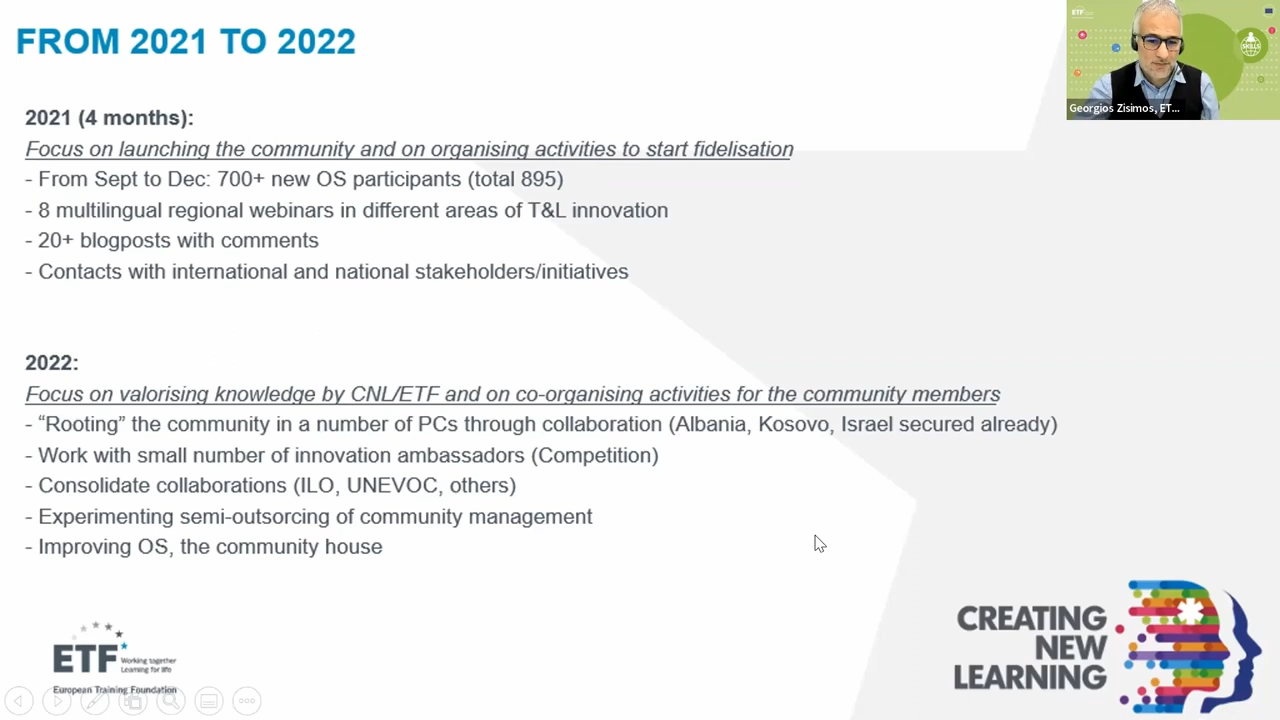 FROM 2021 TO 2022
ETF
SKILLS
Georgios Zisimos, ET...
2021 (4 months):
Focus on launching the community and on organising activities to start fidelisation
- From Sept to Dec: 700+ new OS participants (total 895)
- 8 multilingual regional webinars in different areas of T&L innovation
- 20+ blogposts with comments
- Contacts with international and national stakeholders/initiatives
2022:
Focus on valorising knowledge by CNL/ETF and on co-organising activities for the community members
- “Rooting” the community in a number of PCs through collaboration (Albania, Kosovo, Israel secured already)
- Work with small number of innovation ambassadors (Competition)
- Consolidate collaborations (ILO, UNEVOC, others)
- Experimenting semi-outsorcing of community management
- Improving OS, the community house
ETF
Working together
Learning for life
European Training Foundation
CREATING
NEW
LEARNING